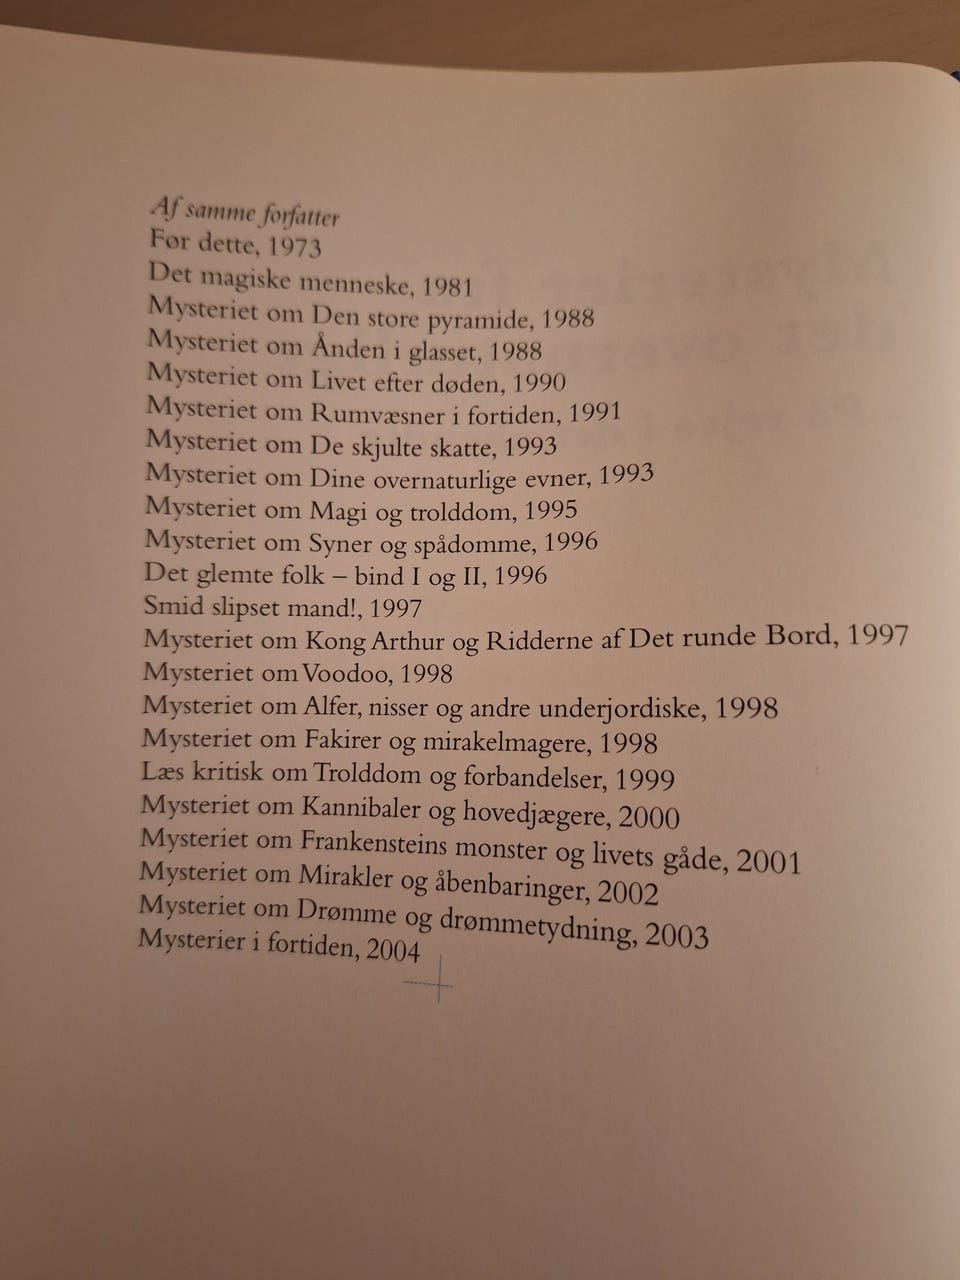 Af samme forfatter
Før dette, 1973
Det magiske menneske, 1981
Mysteriet om Den store pyramide, 1988
Mysteriet om Ånden i glasset, 1988
Mysteriet om Livet efter døden, 1990
Mysteriet om Rumvæsner i fortiden, 1991
Mysteriet om De skjulte skatte, 1993
Mysteriet om Dine overnaturlige evner, 1993
Mysteriet om Magi og trolddom, 1995
Mysteriet om Syner og spådomme, 1996
Det glemte folk – bind I og II, 1996
Smid slipset mand!, 1997
Mysteriet om Kong Arthur og Ridderne af Det runde Bord, 1997
Mysteriet om Voodoo, 1998
Mysteriet om Alfer, nisser og andre underjordiske, 1998
Mysteriet om Fakirer og mirakelmagere, 1998
Læs kritisk om Trolddom og forbandelser, 1999
Mysteriet om Kannibaler og hovedjægere, 2000
Mysteriet om Frankensteins monster og livets gåde, 2001
Mysteriet om Mirakler og åbenbaringer, 2002
Mysteriet om Drømme og drømmetydning, 2003
Mysterier i fortiden, 2004